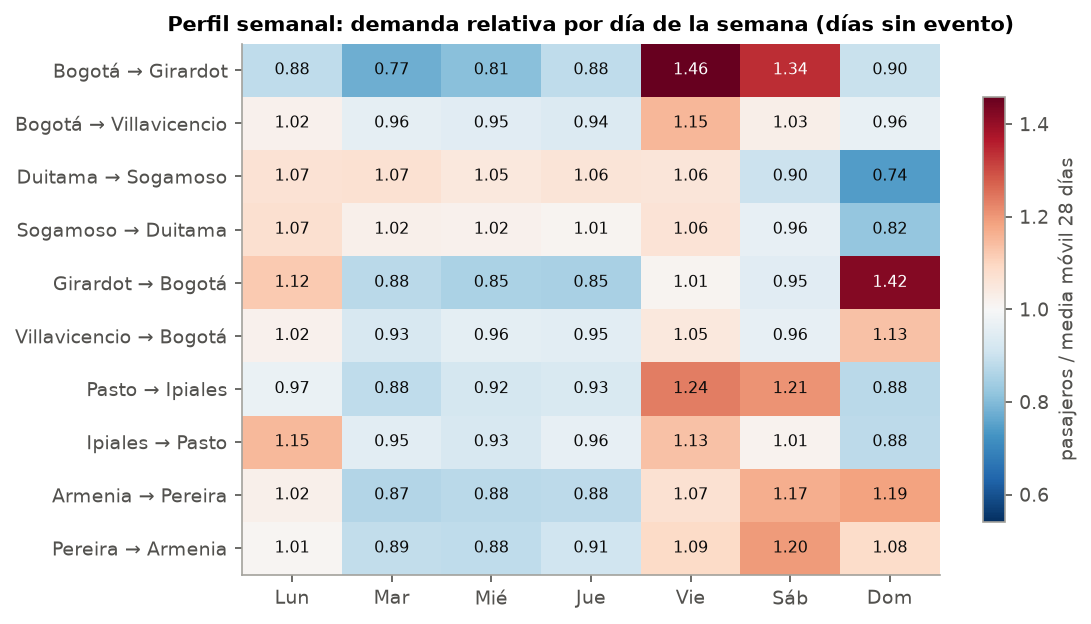 Perfil semanal: demanda relativa por día de la semana (días sin evento)
Bogotá → Girardot 0.88 0.77 0.81 0.88 1.46 1.34 0.90
Bogotá → Villavicencio 1.02 0.96 0.95 0.94 1.15 1.03 0.96
Duitama → Sogamoso 1.07 1.07 1.05 1.06 1.06 0.90 0.74
Sogamoso → Duitama 1.07 1.02 1.02 1.01 1.06 0.96 0.82
Girardot → Bogotá 1.12 0.88 0.85 0.85 1.01 0.95 1.42
Villavicencio → Bogotá 1.02 0.93 0.96 0.95 1.05 0.96 1.13
Pasto → Ipiales 0.97 0.88 0.92 0.93 1.24 1.21 0.88
Ipiales → Pasto 1.15 0.95 0.93 0.96 1.13 1.01 0.88
Armenia → Pereira 1.02 0.87 0.88 0.88 1.07 1.17 1.19
Pereira → Armenia 1.01 0.89 0.88 0.91 1.09 1.20 1.08
Lun Mar Mié Jue Vie Sáb Dom
1.4
1.2
1.0
0.8
0.6
pasajeros / media móvil 28 días